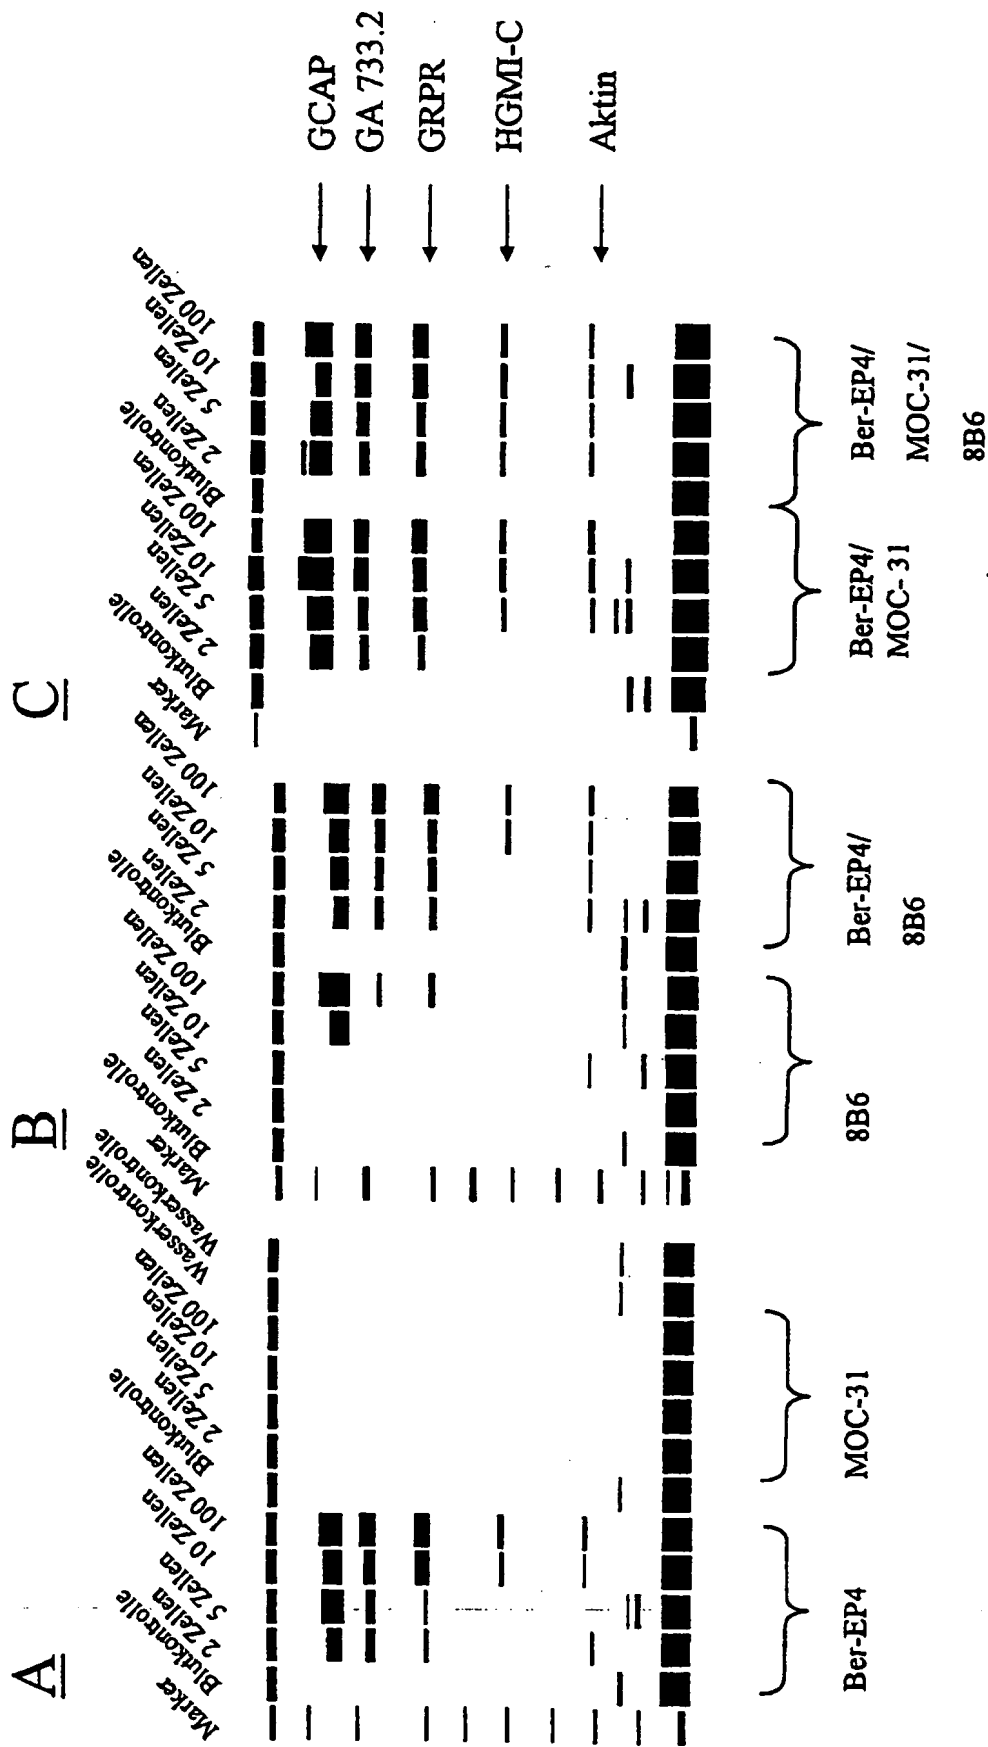 A
Marker
Blutkontrolle
2 Zellen
5 Zellen
10 Zellen
100 Zellen
Blutkontrolle
2 Zellen
5 Zellen
10 Zellen
100 Zellen
Wasserkontrolle
Wasserkontrolle
Ber-EP4
MOC-31
B
Marker
Blutkontrolle
2 Zellen
5 Zellen
10 Zellen
100 Zellen
Blutkontrolle
2 Zellen
5 Zellen
10 Zellen
100 Zellen
8B6
Ber-EP4/
8B6
C
Marker
Blutkontrolle
2 Zellen
5 Zellen
10 Zellen
100 Zellen
Blutkontrolle
2 Zellen
5 Zellen
10 Zellen
100 Zellen
Ber-EP4/
MOC-31
Ber-EP4/
MOC-31/
8B6
GCAP
GA 733.2
GRPR
HGMI-C
Aktin